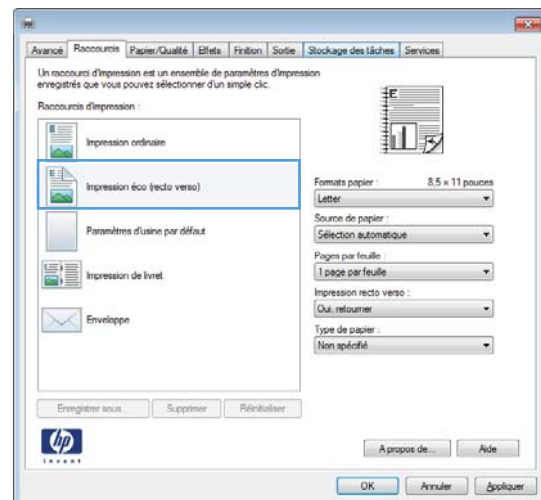 Avancé Raccourcis Papier/Qualité Effets Finition Sortie Stockage des tâches Services
Un raccourci d'impression est un ensemble de paramètres d'impression
enregistrés que vous pouvez sélectionner d'un simple clic.
Raccourcis d'impression :
Impression ordinaire
Impression éco (recto verso)
Paramètres d'usine par défaut
Impression de livret
Enveloppe
Enregistrer sous... Supprimer Réinitialiser
E
Formats papier : 8,5 × 11 pouces
Letter
Source de papier :
Sélection automatique
Pages par feuille :
1 page par feuille
Impression recto verso :
Oui, retourner
Type de papier :
Non spécifié
hp
invent
A propos de... Aide
OK Annuler Appliquer